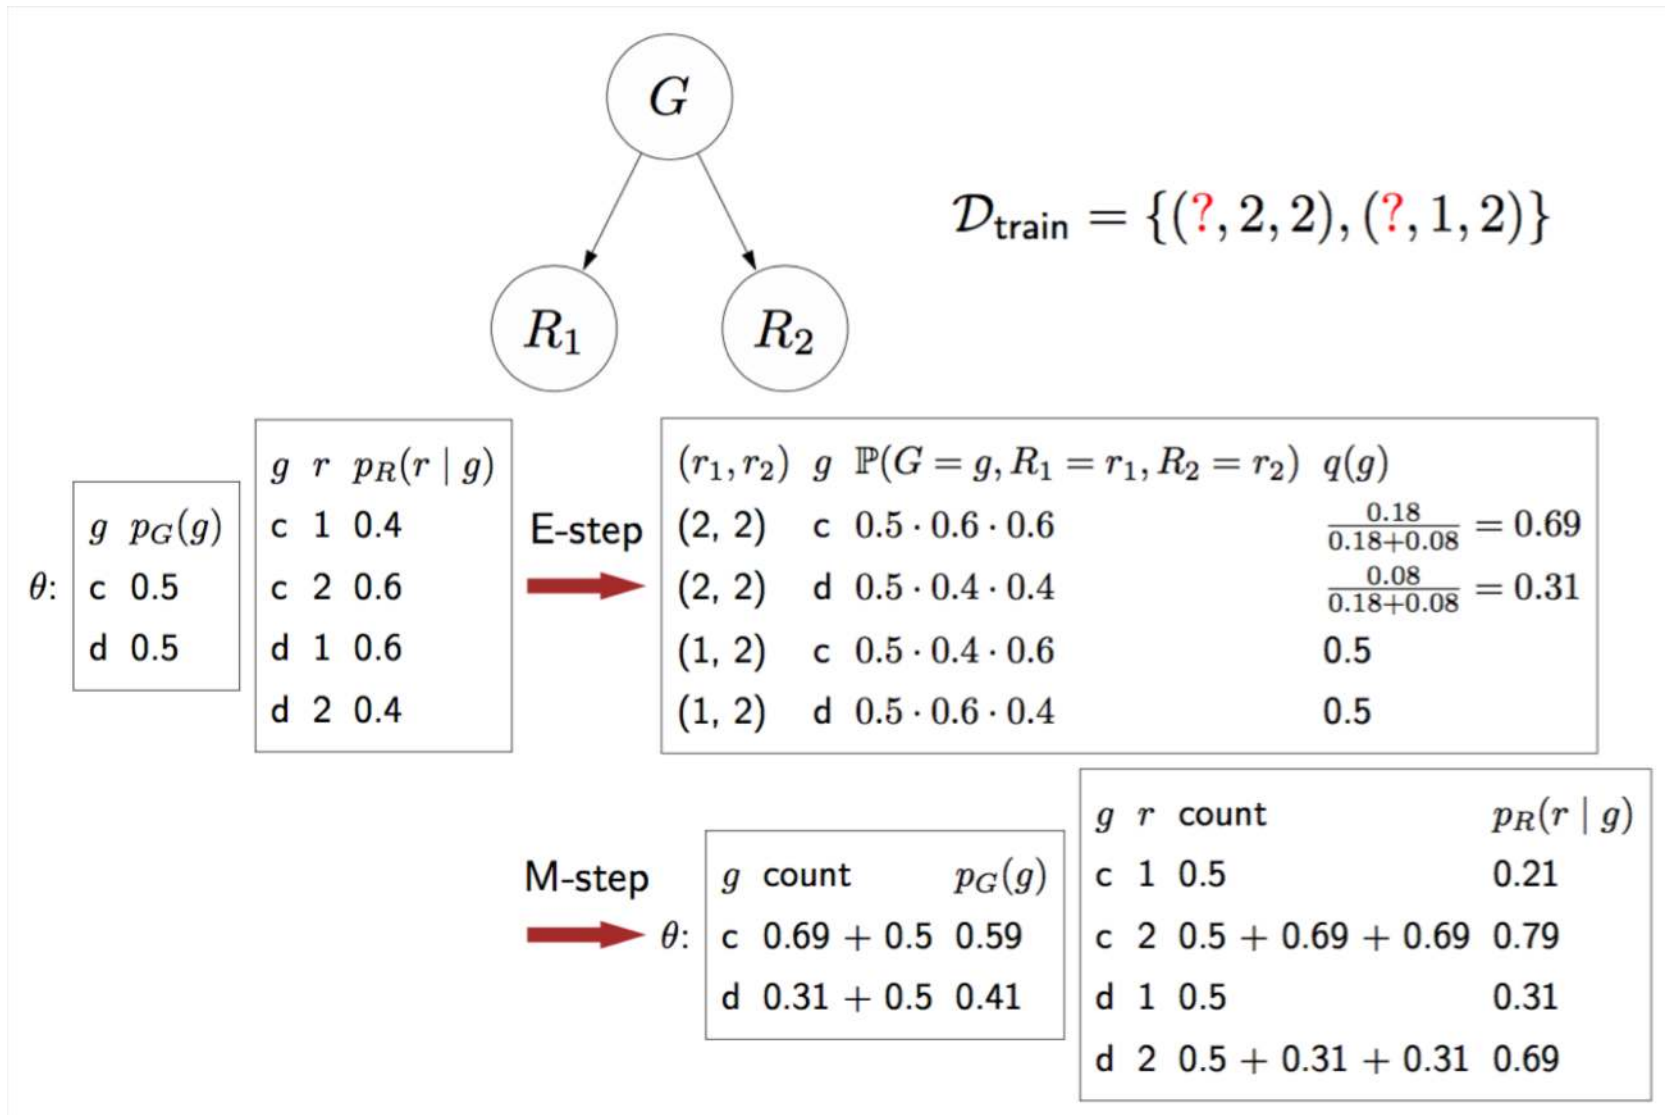 G
𝒟train = {(?, 2, 2), (?, 1, 2)}
R₁ R₂
θ:
g pG(g)
c 0.5
d 0.5
g r pR(r | g)
c 1 0.4
c 2 0.6
d 1 0.6
d 2 0.4
E-step
(r₁, r₂) g ℙ(G = g, R₁ = r₁, R₂ = r₂) q(g)
(2, 2) c 0.5 · 0.6 · 0.6 0.18/0.18+0.08 = 0.69
(2, 2) d 0.5 · 0.4 · 0.4 0.08/0.18+0.08 = 0.31
(1, 2) c 0.5 · 0.4 · 0.6 0.5
(1, 2) d 0.5 · 0.6 · 0.4 0.5
M-step
θ:
g count pG(g)
c 0.69 + 0.5 0.59
d 0.31 + 0.5 0.41
g r count pR(r | g)
c 1 0.5 0.21
c 2 0.5 + 0.69 + 0.69 0.79
d 1 0.5 0.31
d 2 0.5 + 0.31 + 0.31 0.69